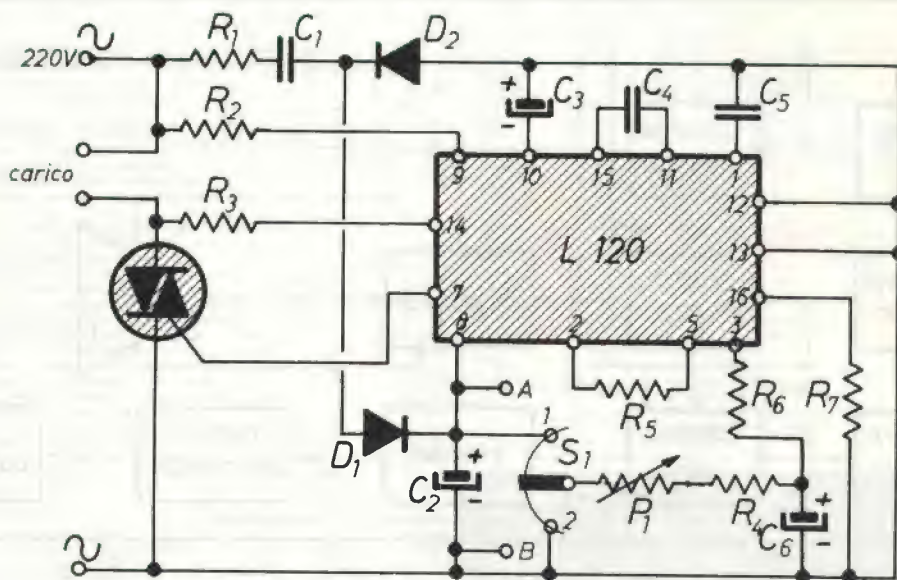 220V
R1
C1
D2
R2
C3
C4
C5
carico
R3
9
10
15
11
1
12
14
L 120
13
7
16
8
2
5
3
A
R5
R6
R7
D1
1
S1
C2
P1
R4
C6
2
B
+
-
+
-
+
-